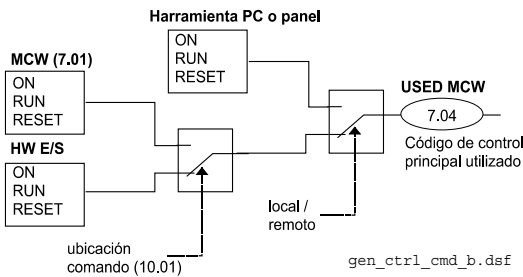 Harramienta PC o panel
ON
RUN
RESET
MCW (7.01)
ON
RUN
RESET
HW E/S
ON
RUN
RESET
USED MCW
7.04
Código de control
principal utilizado
local /
remoto
ubicación
comando (10.01)
gen_ctrl_cmd_b.dsf